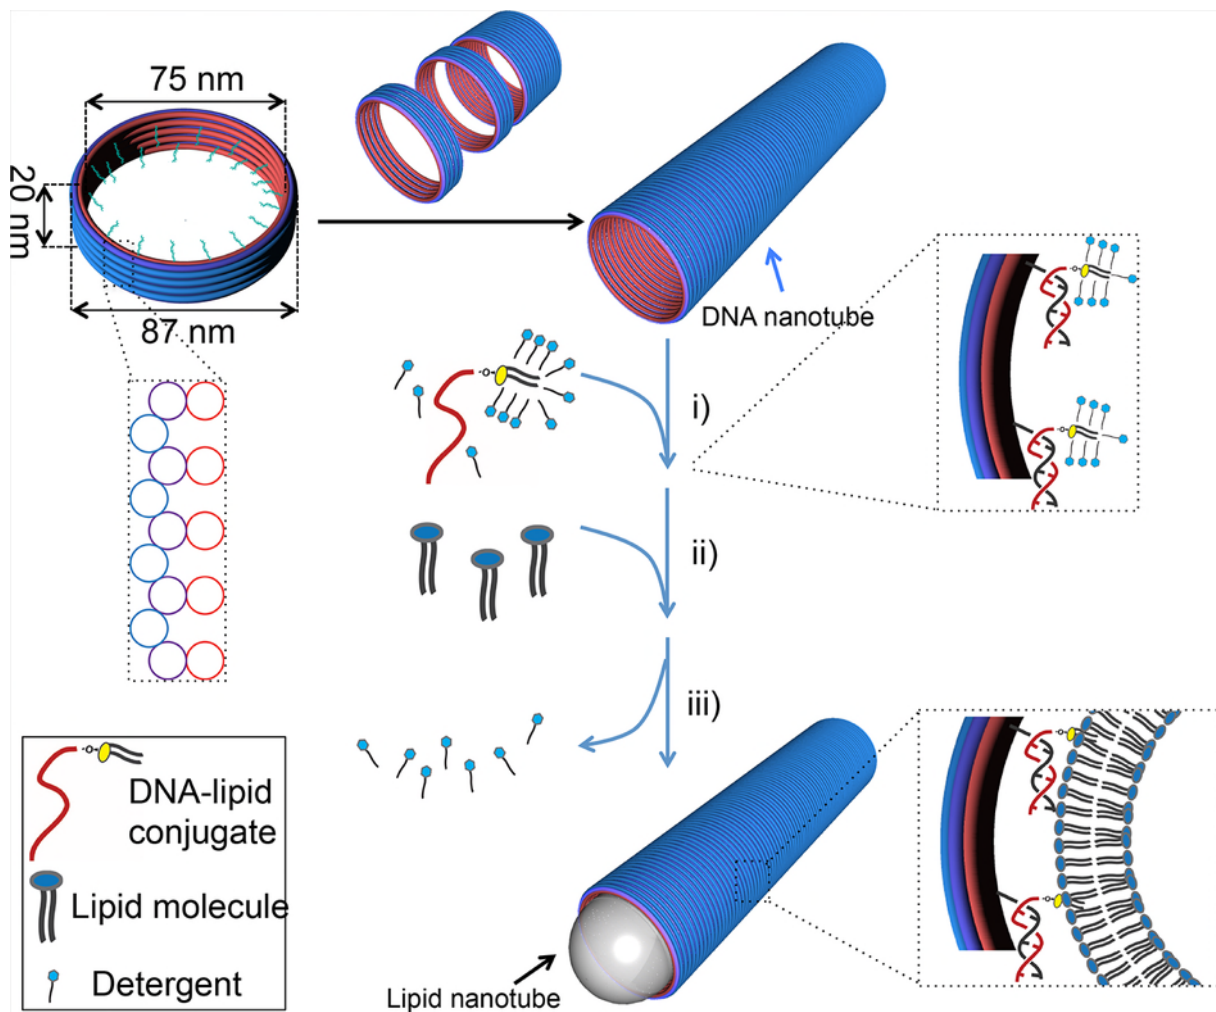 75 nm
20 nm
87 nm
DNA nanotube
i)
ii)
iii)
DNA-lipid
conjugate
Lipid molecule
Detergent
Lipid nanotube